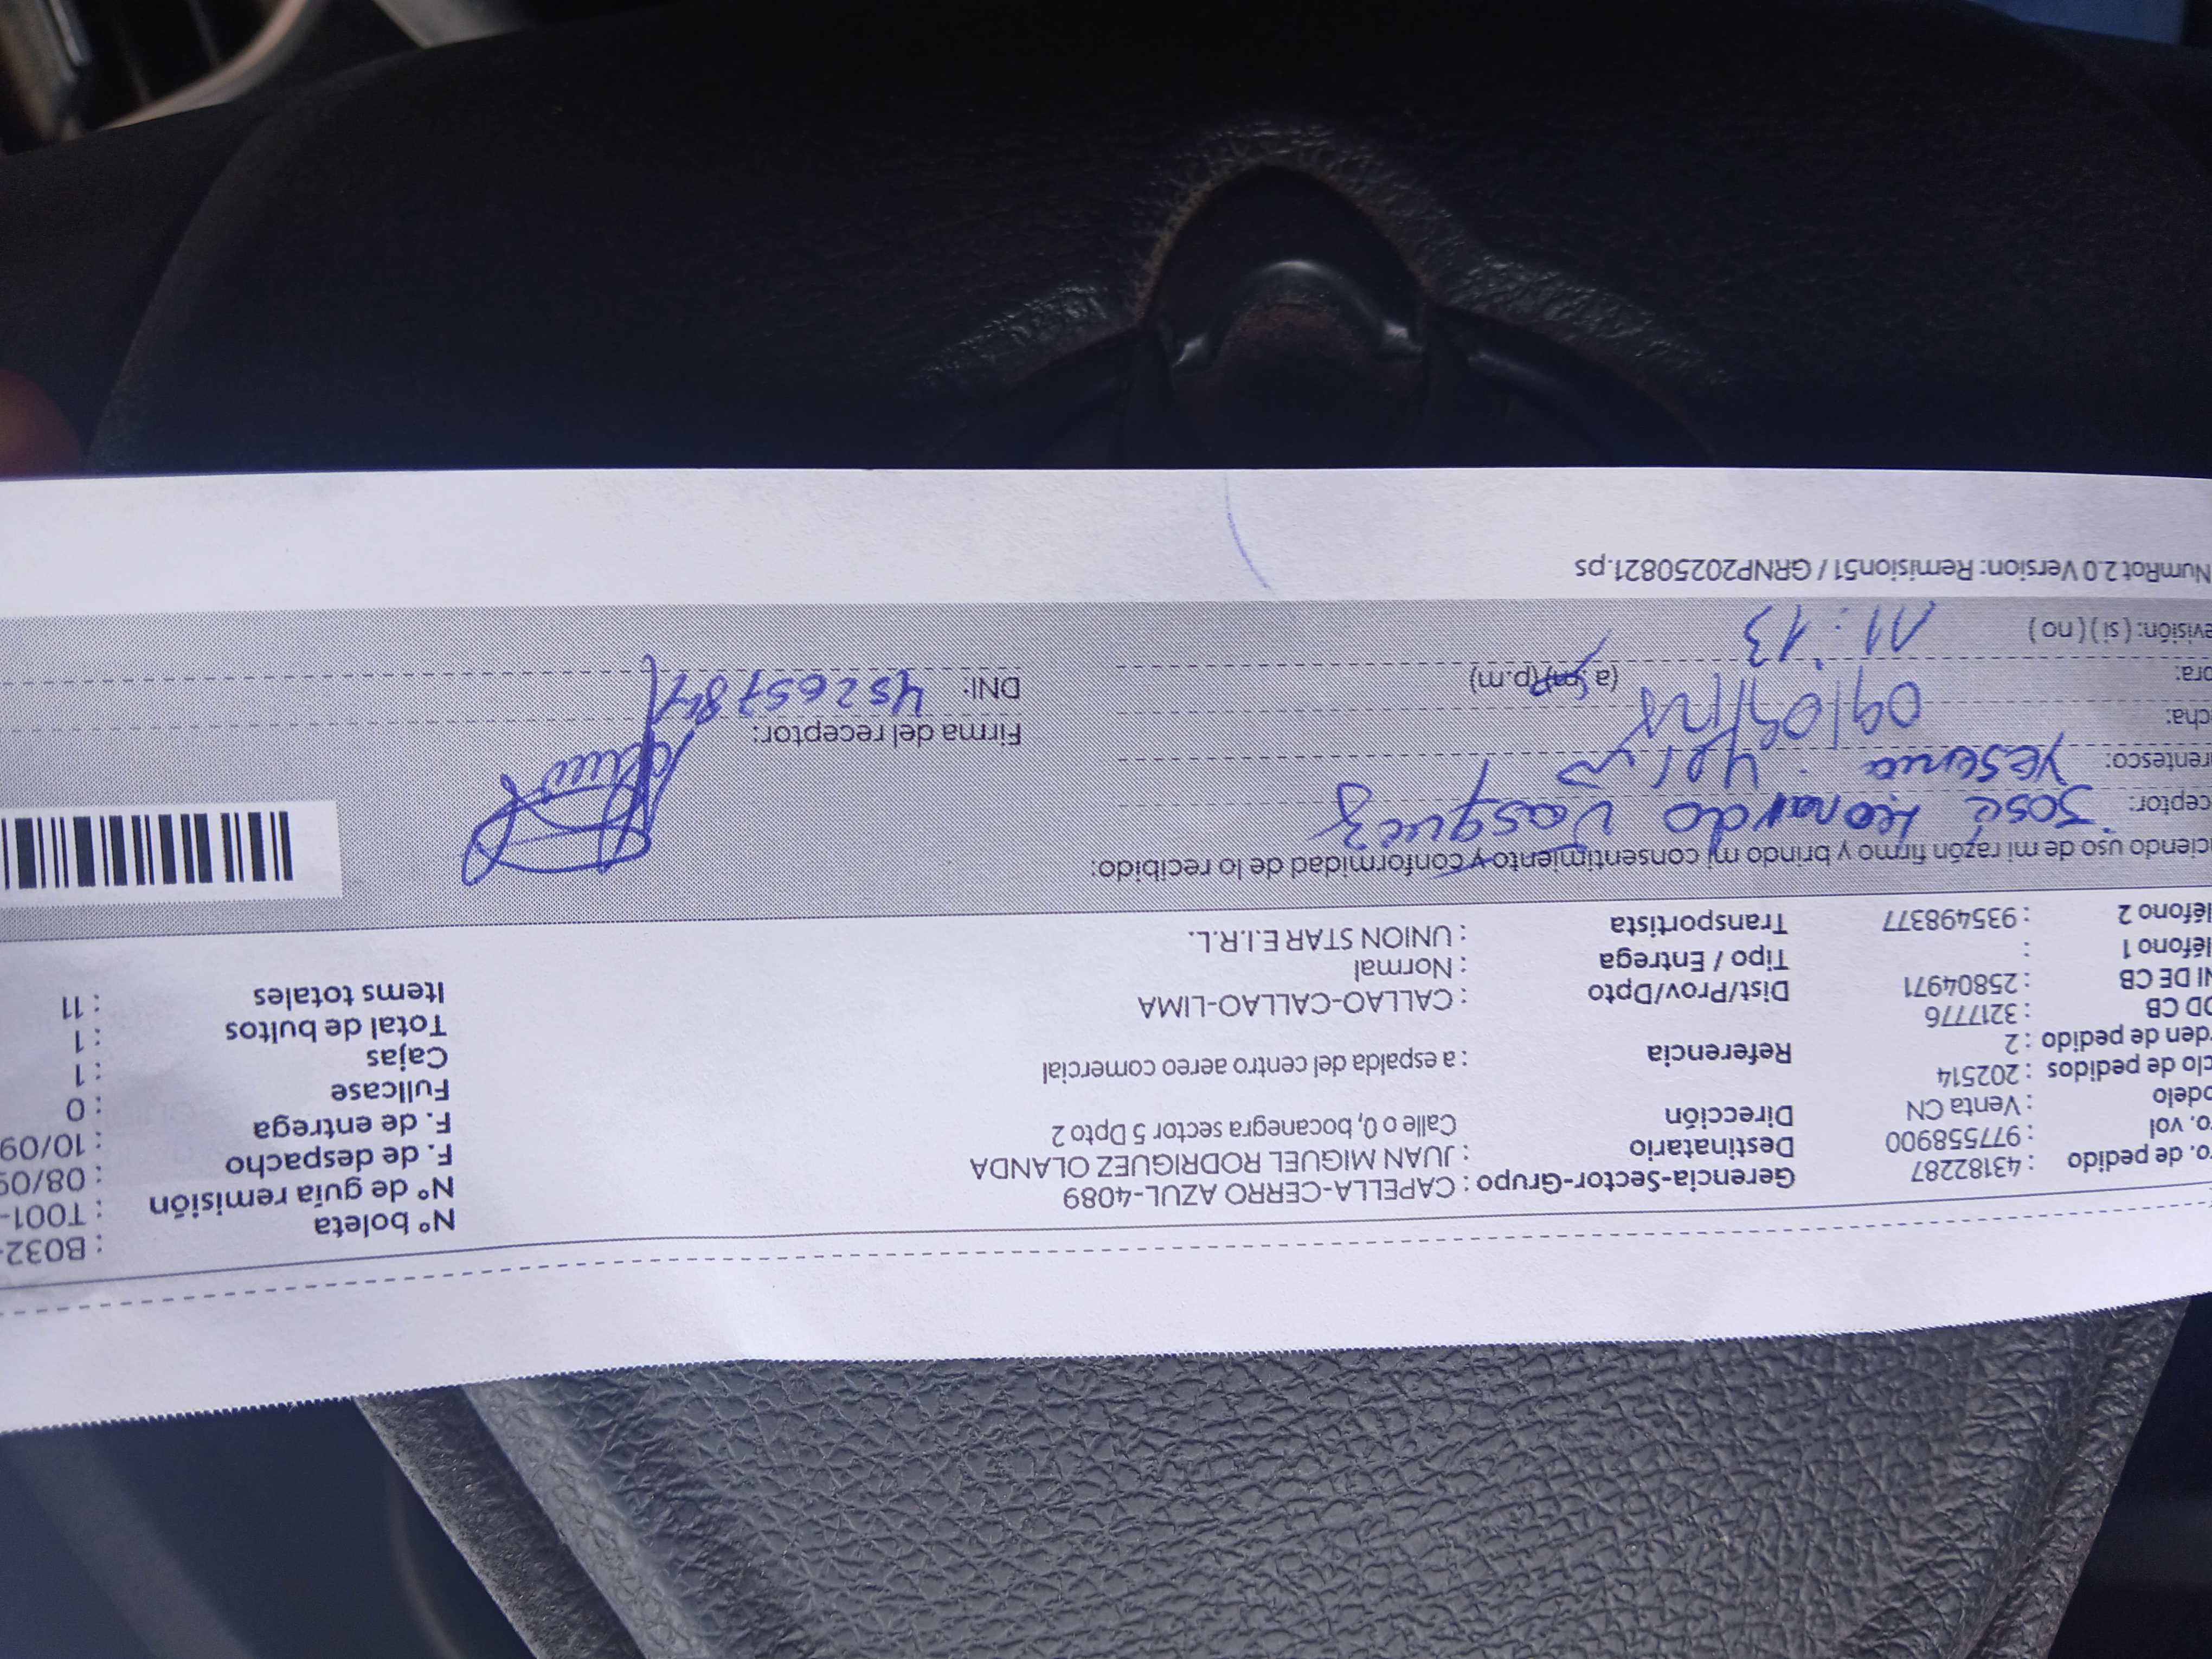 Nº boleta : B032-
Gerencia-Sector-Grupo : CAPELLA-CERRO AZUL-4089 Nº de guía remisión : T001-
ro. de pedido : 43182287 Destinatario : JUAN MIGUEL RODRIGUEZ OLANDA F. de despacho : 08/09
ro. vol : 977558900 Dirección Calle o 0, bocanegra sector 5 Dpto 2 F. de entrega : 10/09
odelo : Venta CN Fullcase : 0
clo de pedidos : 202514 Referencia : a espalda del centro aereo comercial Cajas : 1
rden de pedido : 2 Total de bultos : 1
OD CB : 3217776 Dist/Prov/Dpto : CALLAO-CALLAO-LIMA Items totales : 11
NI DE CB : 25804971 Tipo / Entrega : Normal
léfono 1 : Transportista : UNION STAR E.I.R.L.
léfono 2 : 935498377
ciendo uso de mi razón firmo y brindo mi consentimiento y conformidad de lo recibido:
ceptor: Jose Leonardo Vasquez
rentesco: Yesenia Firma del receptor:
cha: 09/09/25 DNI:
ora: 11:13 (a.m)(p.m)
evisión: ( si ) ( no )
NumRot 2.0 Version: Remision51 / GRNP20250821.ps